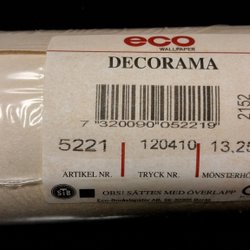 eco
WALLPAPER
DECORAMA
2152
7 320090 052219
5221 120410 13.25
ARTIKEL NR. TRYCK NR. MÖNSTERHÖ
OBS! SÄTTES MED ÖVERLAPP